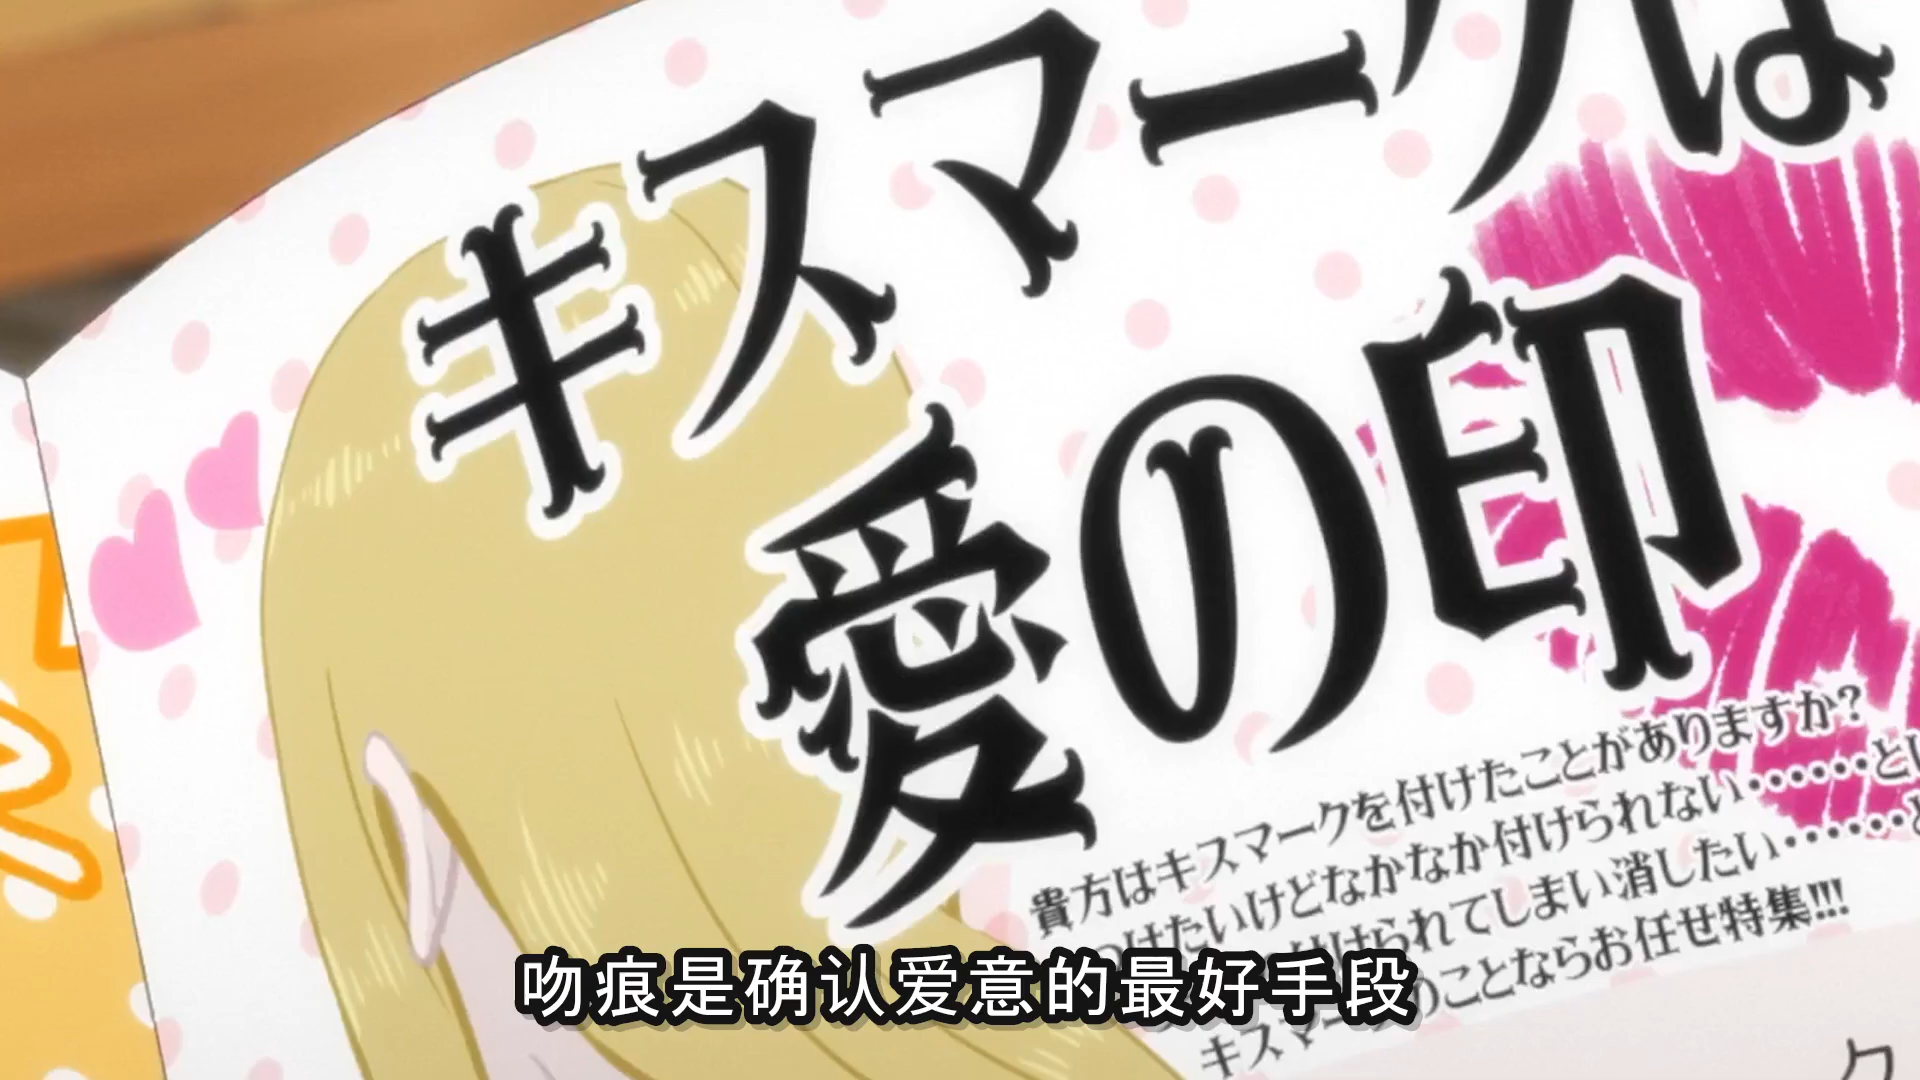 キスマークは
愛の印
貴方はキスマークを付けたことがありますか?
つけたいけどなかなか付けられない……とい
付けられてしまい消したい……と
キスマークのことならお任せ特集!!!
吻痕是确认爱意的最好手段
ク